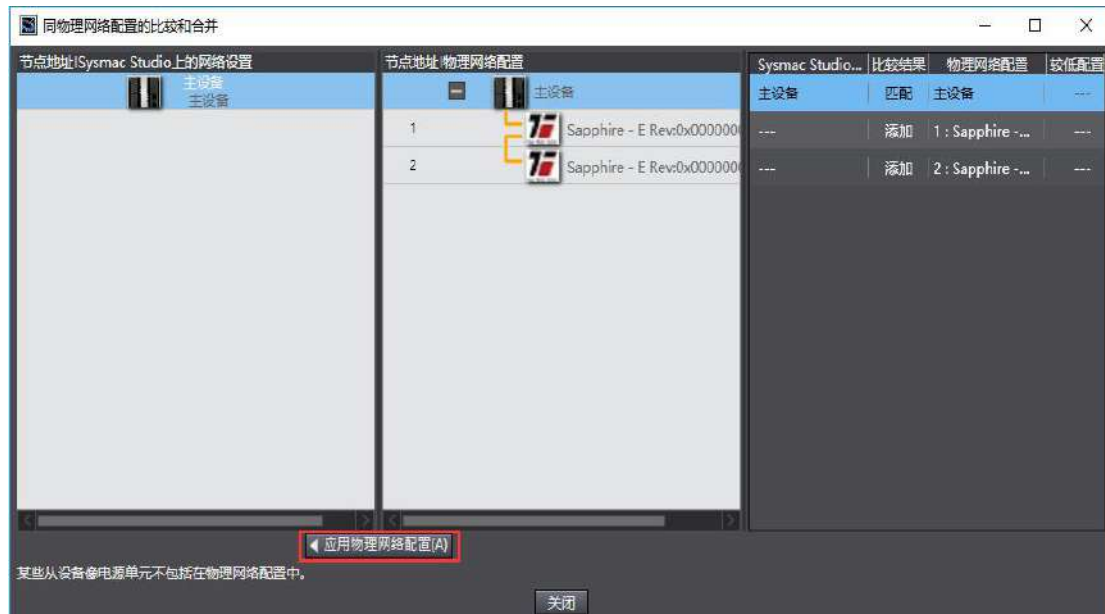 同物理网络配置的比较和合并
节点地址|Sysmac Studio上的网络设置
主设备
主设备
节点地址|物理网络配置
主设备
1 Sapphire - E Rev:0x000000
2 Sapphire - E Rev:0x000000
Sysmac Studio... 比较结果 物理网络配置 较低配置
主设备 匹配 主设备 ---
--- 添加 1 : Sapphire -... ---
--- 添加 2 : Sapphire -... ---
应用物理网络配置(A)
某些从设备像电源单元不包括在物理网络配置中。
关闭